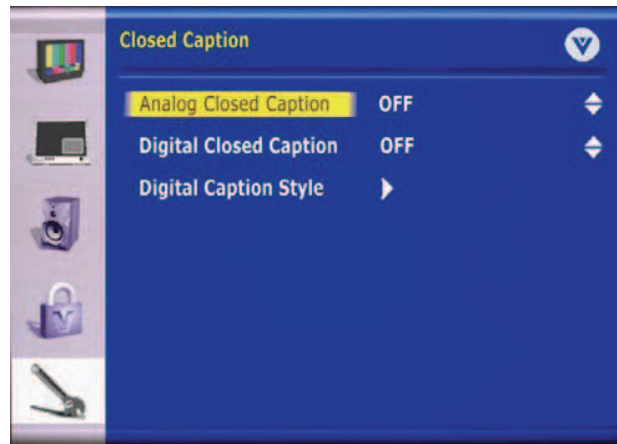 Closed Caption
Analog Closed Caption OFF
Digital Closed Caption OFF
Digital Caption Style